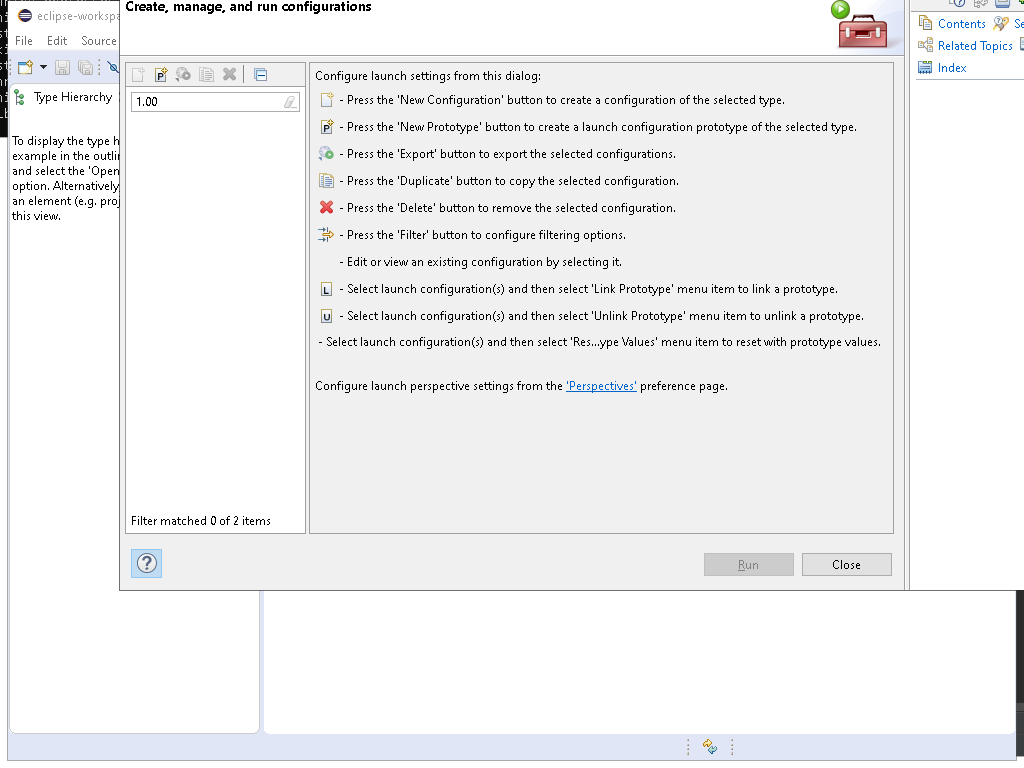 Create, manage, and run configurations
eclipse-workspa
File Edit Source
Type Hierarchy
To display the type h
example in the outlin
and select the 'Open
option. Alternatively
an element (e.g. proj
this view.
1.00
Filter matched 0 of 2 items
Configure launch settings from this dialog:
- Press the 'New Configuration' button to create a configuration of the selected type.
P - Press the 'New Prototype' button to create a launch configuration prototype of the selected type.
- Press the 'Export' button to export the selected configurations.
- Press the 'Duplicate' button to copy the selected configuration.
- Press the 'Delete' button to remove the selected configuration.
- Press the 'Filter' button to configure filtering options.
- Edit or view an existing configuration by selecting it.
L - Select launch configuration(s) and then select 'Link Prototype' menu item to link a prototype.
U - Select launch configuration(s) and then select 'Unlink Prototype' menu item to unlink a prototype.
- Select launch configuration(s) and then select 'Res...ype Values' menu item to reset with prototype values.
Configure launch perspective settings from the 'Perspectives' preference page.
?
Run Close
Contents Se
Related Topics
Index